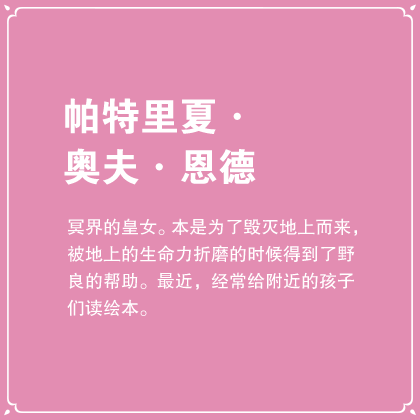 帕特里夏・
奥夫・恩德
冥界的皇女。本是为了毁灭地上而来，
被地上的生命力折磨的时候得到了野
良的帮助。最近，经常给附近的孩子
们读绘本。